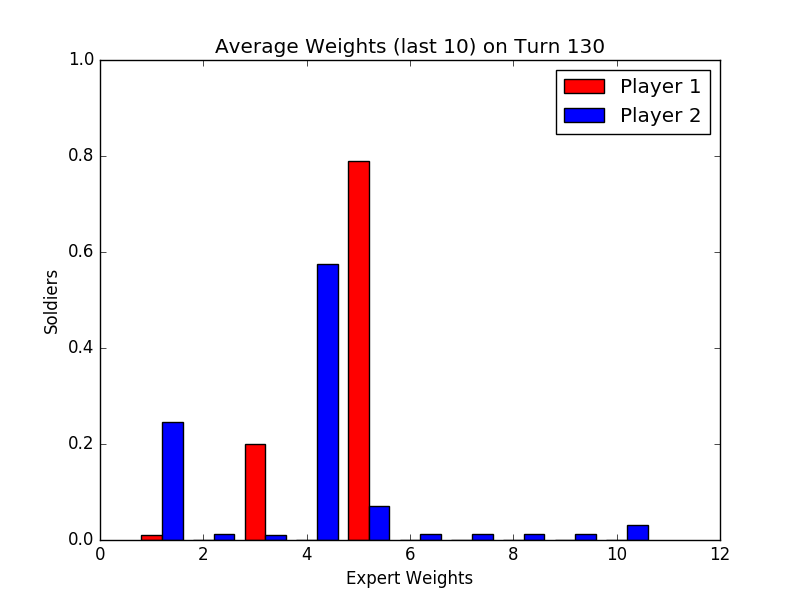 Average Weights (last 10) on Turn 130
1.0
Player 1
Player 2
0.8
0.6
Soldiers
0.4
0.2
0.0
0 2 4 6 8 10 12
Expert Weights